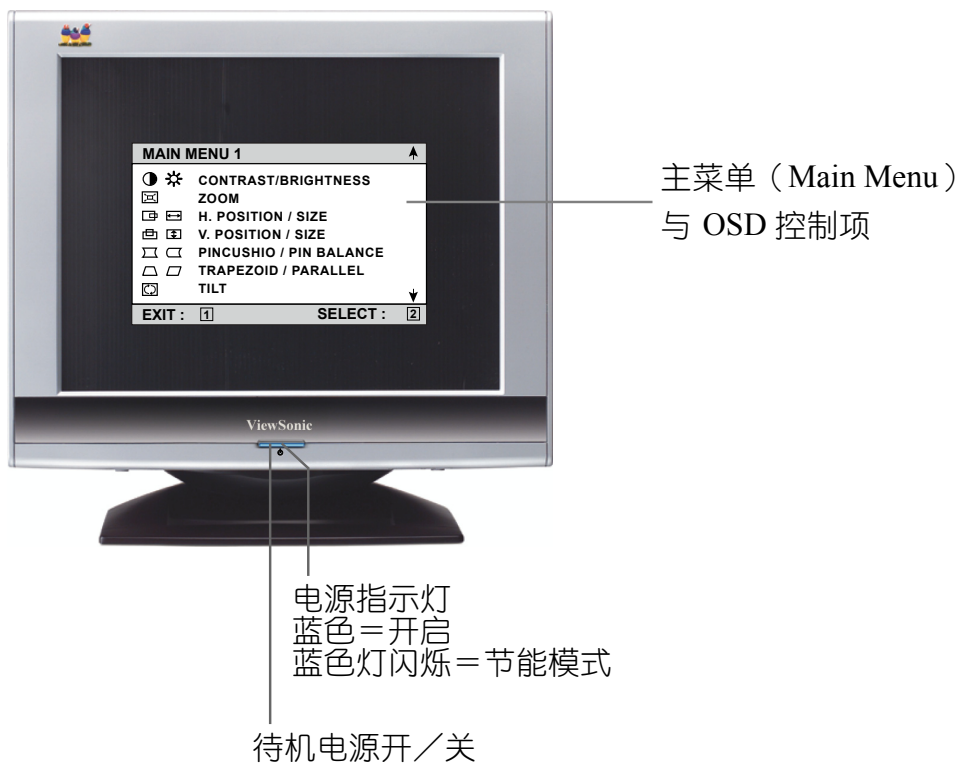 MAIN MENU 1
CONTRAST/BRIGHTNESS
ZOOM
H. POSITION / SIZE
V. POSITION / SIZE
PINCUSHIO / PIN BALANCE
TRAPEZOID / PARALLEL
TILT
EXIT : 1 SELECT : 2
主菜单（Main Menu）
与 OSD 控制项
ViewSonic
电源指示灯
蓝色＝开启
蓝色灯闪烁＝节能模式
待机电源开／关